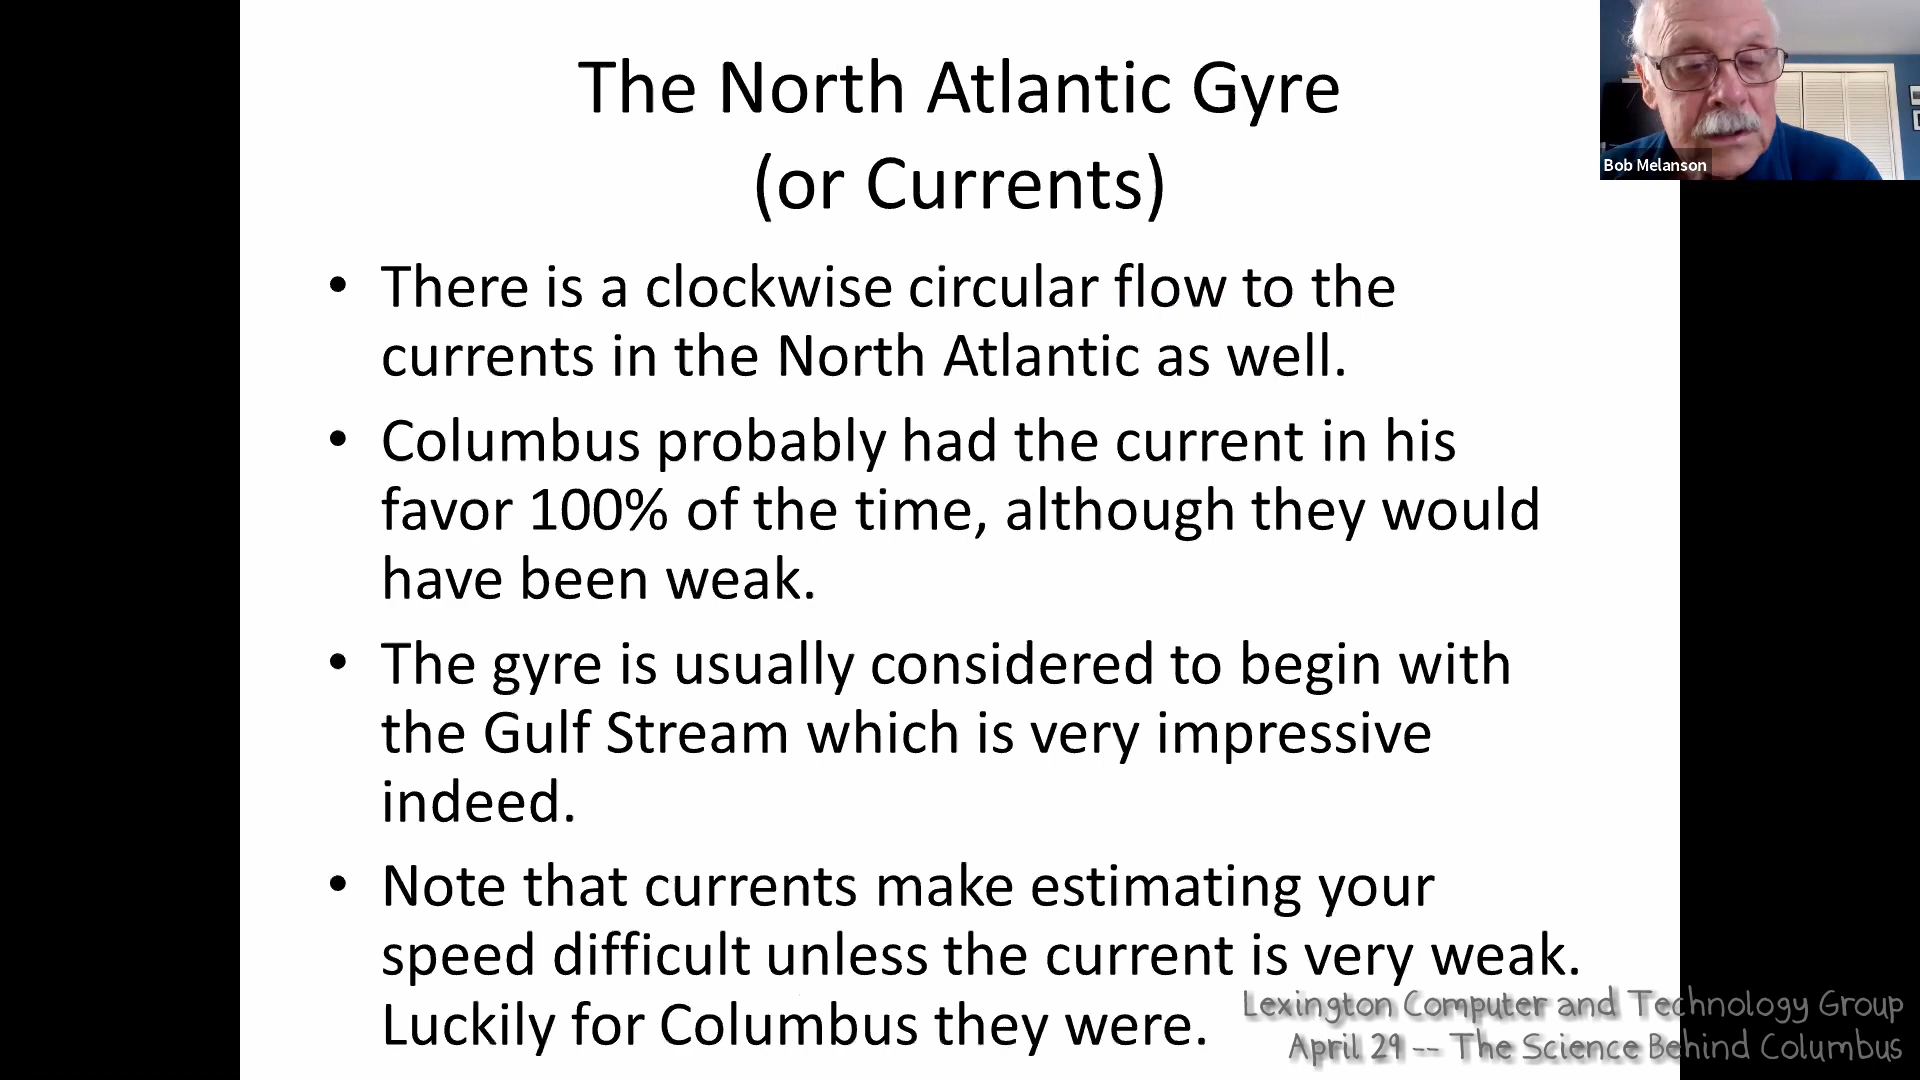 The North Atlantic Gyre
(or Currents)
• There is a clockwise circular flow to the
currents in the North Atlantic as well.
• Columbus probably had the current in his
favor 100% of the time, although they would
have been weak.
• The gyre is usually considered to begin with
the Gulf Stream which is very impressive
indeed.
• Note that currents make estimating your
speed difficult unless the current is very weak.
Luckily for Columbus they were.
Bob Melanson
Lexington Computer and Technology Group
April 29 -- The Science Behind Columbus